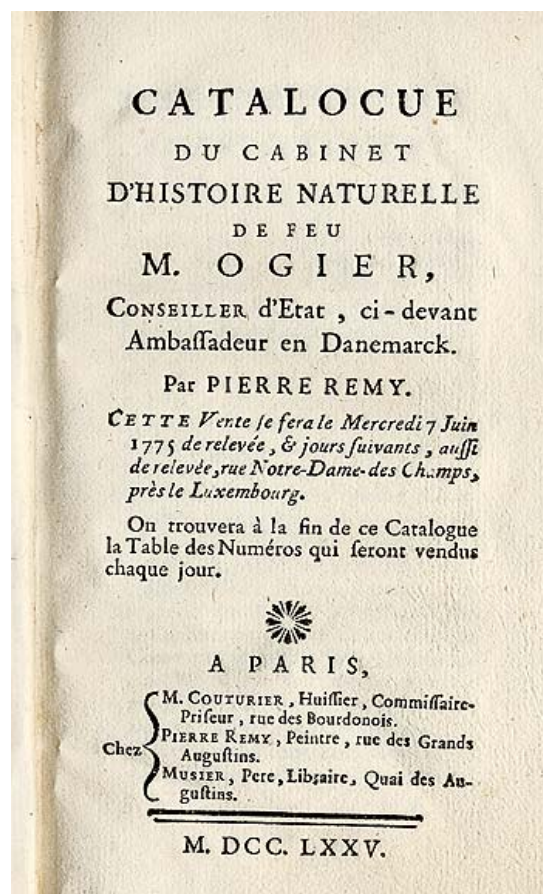 CATALOCUE
DU CABINET
D'HISTOIRE NATURELLE
DE FEU
M. OGIER,
CONSEILLER d'Etat, ci-devant
Ambaſſadeur en Danemarck.
Par PIERRE REMY.
CETTE Vente ſe fera le Mercredi 7 Juin
1775 de relevée, & jours ſuivants, auſſi
de relevée, rue Notre-Dame-des Champs,
près le Luxembourg.
On trouvera à la fin de ce Catalogue
la Table des Numéros qui ſeront vendus
chaque jour.
A PARIS,
Chez
M. COUTURIER, Huiſſier, Commiſſaire-
Priſeur, rue des Bourdonois.
PIERRE REMY, Peintre, rue des Grands
Auguſtins.
MUSIER, Pere, Libraire, Quai des Au-
guſtins.
M. DCC. LXXV.